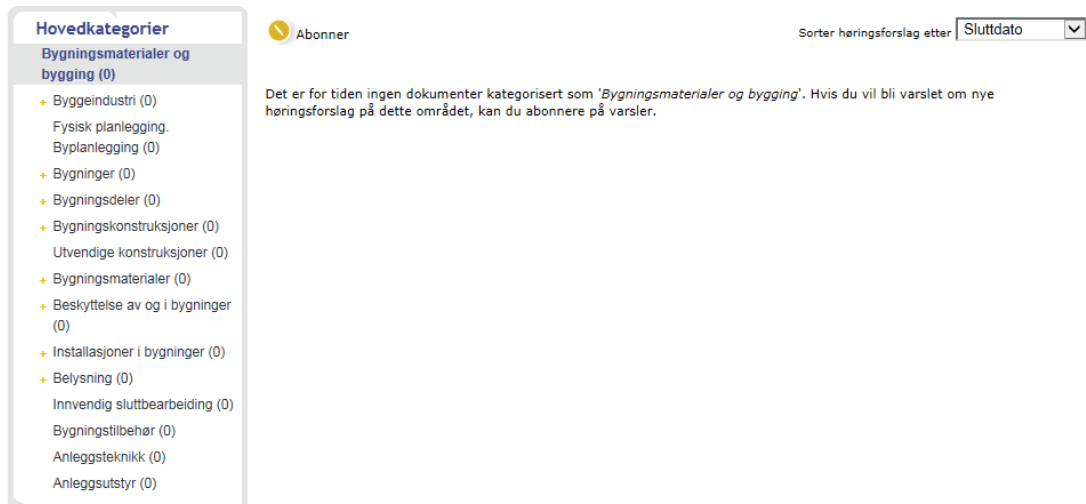 Hovedkategorier
Bygningsmaterialer og
bygging (0)
+ Byggeindustri (0)
Fysisk planlegging.
Byplanlegging (0)
+ Bygninger (0)
+ Bygningsdeler (0)
+ Bygningskonstruksjoner (0)
Utvendige konstruksjoner (0)
+ Bygningsmaterialer (0)
+ Beskyttelse av og i bygninger
(0)
+ Installasjoner i bygninger (0)
+ Belysning (0)
Innvendig sluttbearbeiding (0)
Bygningstilbehør (0)
Anleggsteknikk (0)
Anleggsutstyr (0)
Abonner
Sorter høringsforslag etter Sluttdato
Det er for tiden ingen dokumenter kategorisert som 'Bygningsmaterialer og bygging'. Hvis du vil bli varslet om nye
høringsforslag på dette området, kan du abonnere på varsler.